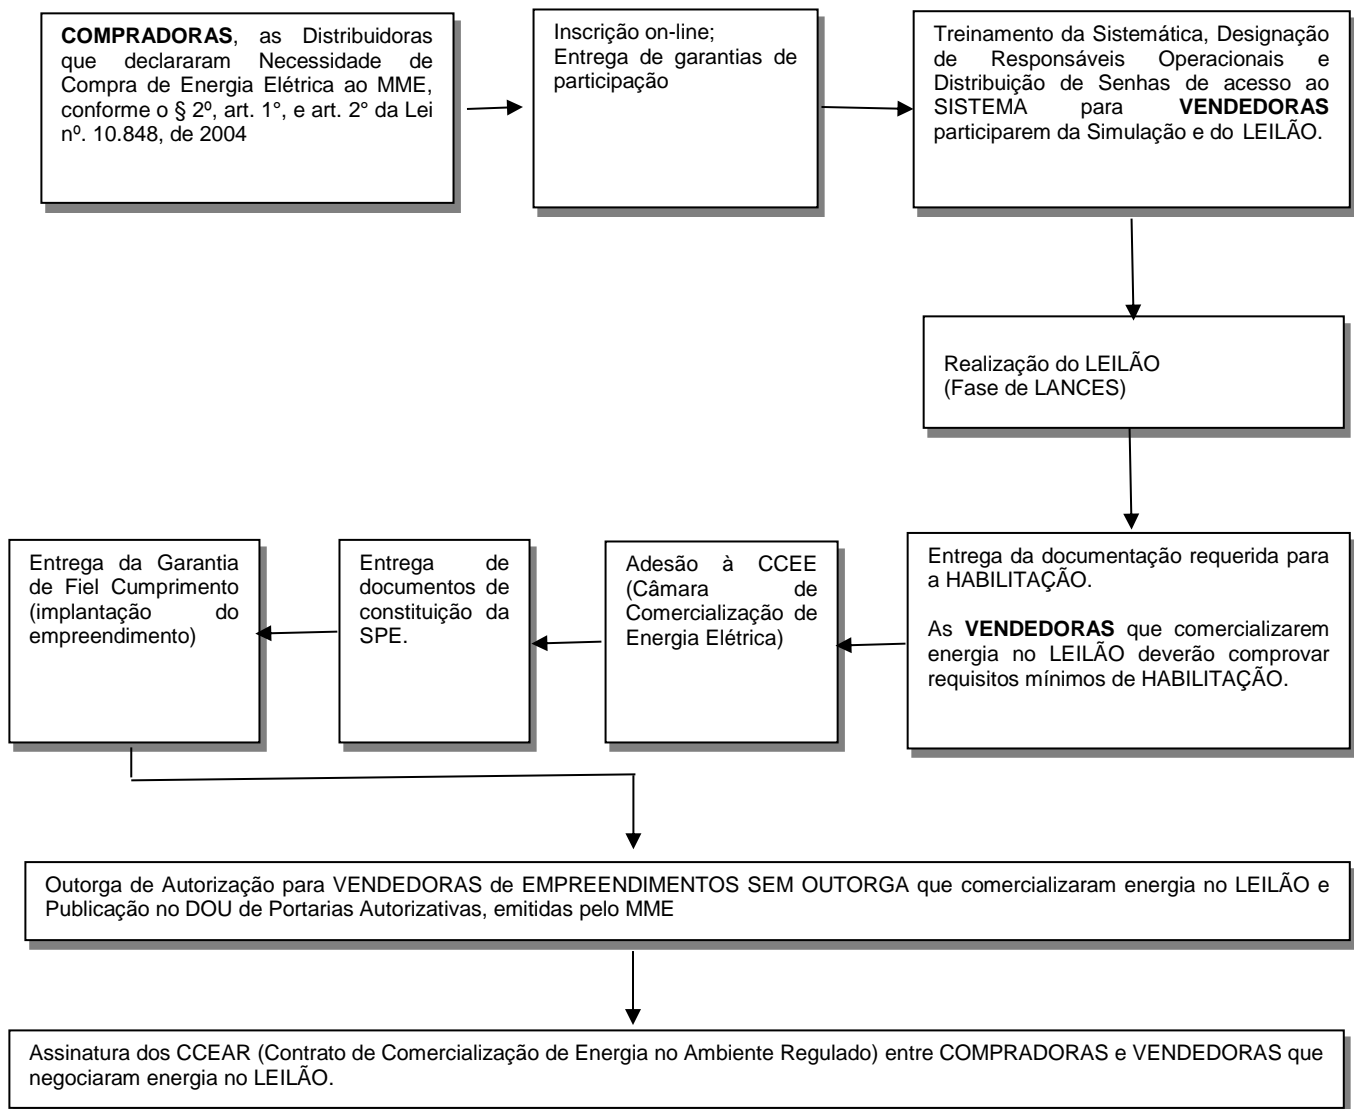 COMPRADORAS, as Distribuidoras
que declararam Necessidade de
Compra de Energia Elétrica ao MME,
conforme o § 2º, art. 1°, e art. 2° da Lei
nº. 10.848, de 2004
Inscrição on-line;
Entrega de garantias de
participação
Treinamento da Sistemática, Designação
de Responsáveis Operacionais e
Distribuição de Senhas de acesso ao
SISTEMA para VENDEDORAS
participarem da Simulação e do LEILÃO.
Realização do LEILÃO
(Fase de LANCES)
Entrega da documentação requerida para
a HABILITAÇÃO.
As VENDEDORAS que comercializarem
energia no LEILÃO deverão comprovar
requisitos mínimos de HABILITAÇÃO.
Adesão à CCEE
(Câmara de
Comercialização de
Energia Elétrica)
Entrega de
documentos de
constituição da
SPE.
Entrega da Garantia
de Fiel Cumprimento
(implantação do
empreendimento)
Outorga de Autorização para VENDEDORAS de EMPREENDIMENTOS SEM OUTORGA que comercializaram energia no LEILÃO e
Publicação no DOU de Portarias Autorizativas, emitidas pelo MME
Assinatura dos CCEAR (Contrato de Comercialização de Energia no Ambiente Regulado) entre COMPRADORAS e VENDEDORAS que
negociaram energia no LEILÃO.